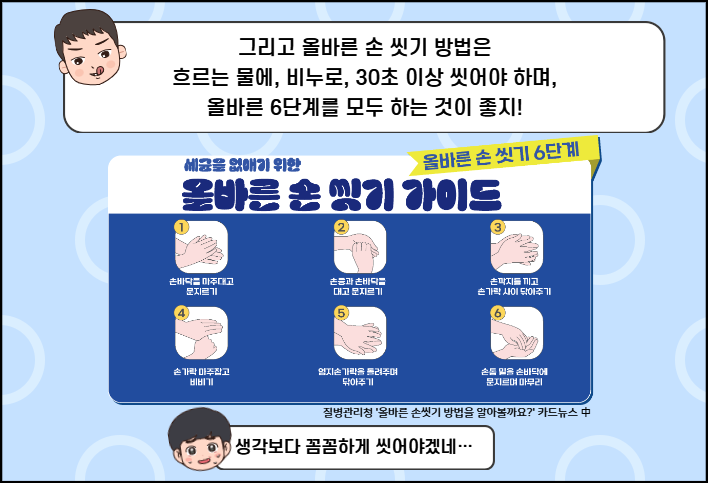 그리고 올바른 손 씻기 방법은
흐르는 물에, 비누로, 30초 이상 씻어야 하며,
올바른 6단계를 모두 하는 것이 좋지!
올바른 손 씻기 6단계
세균을 없애기 위한
올바른 손 씻기 가이드
1
손바닥을 마주대고
문지르기
2
손등과 손바닥을
대고 문지르기
3
손깍지를 끼고
손가락 사이 닦아주기
4
손가락 마주잡고
비비기
5
엄지손가락을 돌려주며
닦아주기
6
손톱 밑을 손바닥에
문지르며 마무리
질병관리청 '올바른 손씻기 방법을 알아볼까요?' 카드뉴스 中
생각보다 꼼꼼하게 씻어야겠네…